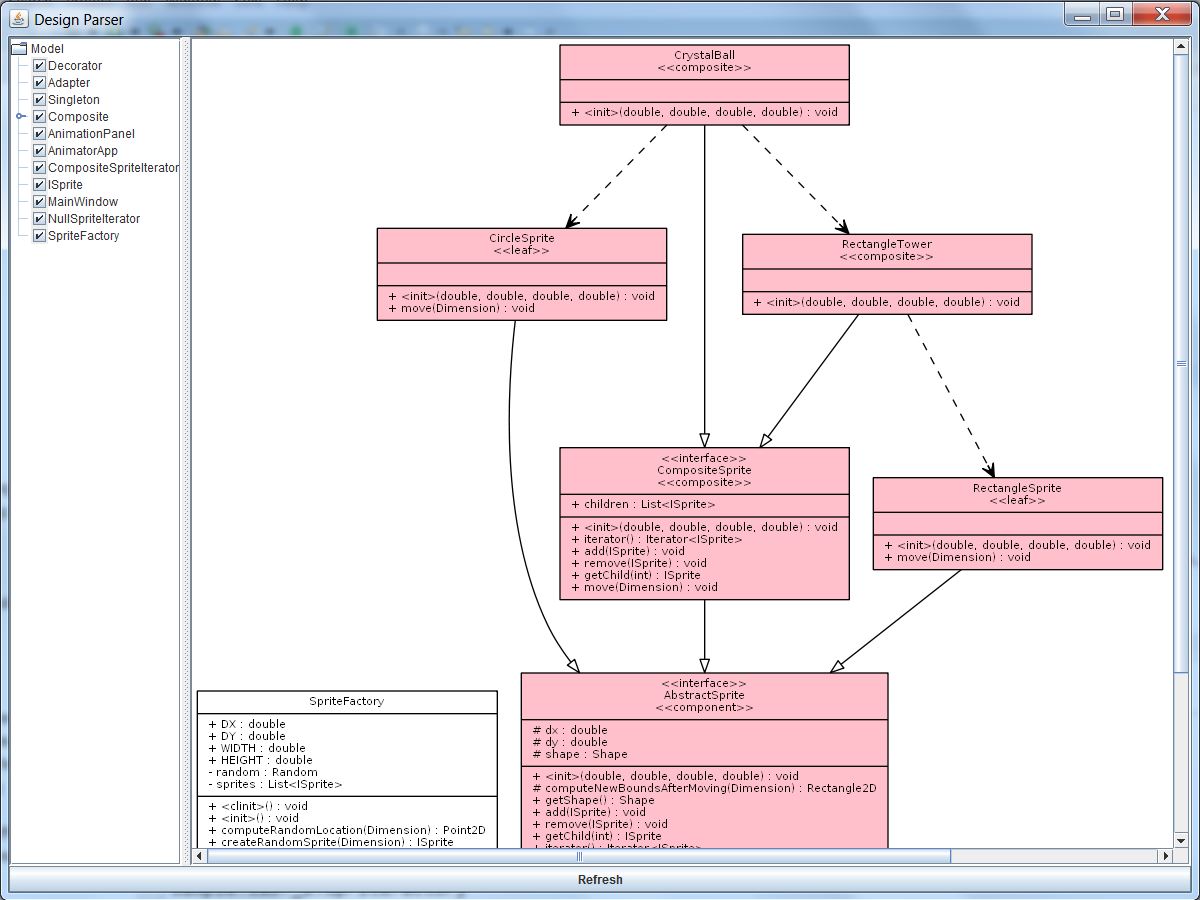 Design Parser
Model
Decorator
Adapter
Singleton
Composite
AnimationPanel
AnimatorApp
CompositeSpriteIterator
ISprite
MainWindow
NullSpriteIterator
SpriteFactory
CrystalBall
<<composite>>
+ <init>(double, double, double, double) : void
CircleSprite
<<leaf>>
+ <init>(double, double, double, double) : void
+ move(Dimension) : void
RectangleTower
<<composite>>
+ <init>(double, double, double, double) : void
<<interface>>
CompositeSprite
<<composite>>
+ children : List<ISprite>
+ <init>(double, double, double, double) : void
+ iterator() : Iterator<ISprite>
+ add(ISprite) : void
+ remove(ISprite) : void
+ getChild(int) : ISprite
+ move(Dimension) : void
RectangleSprite
<<leaf>>
+ <init>(double, double, double, double) : void
+ move(Dimension) : void
SpriteFactory
+ DX : double
+ DY : double
+ WIDTH : double
+ HEIGHT : double
- random : Random
- sprites : List<ISprite>
+ <clinit>() : void
+ <init>() : void
+ computeRandomLocation(Dimension) : Point2D
+ createRandomSprite(Dimension) : ISprite
<<interface>>
AbstractSprite
<<component>>
# dx : double
# dy : double
# shape : Shape
+ <init>(double, double, double, double) : void
# computeNewBoundsAfterMoving(Dimension) : Rectangle2D
+ getShape() : Shape
+ add(ISprite) : void
+ remove(ISprite) : void
+ getChild(int) : ISprite
+ iterator() : Iterator<ISprite>
Refresh